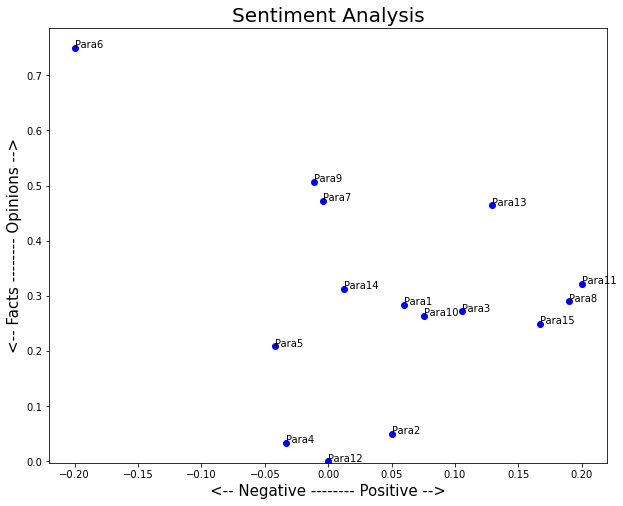 Sentiment Analysis
Para6
0.7
0.6
Para9
0.5
Para7
Para13
<-- Facts -------- Opinions -->
0.4
Para14
Para11
0.3
Para1
Para8
Para10
Para3
Para15
Para5
0.2
0.1
Para2
Para4
Para12
0.0
−0.20
−0.15
−0.10
−0.05
0.00
0.05
0.10
0.15
0.20
<-- Negative -------- Positive -->